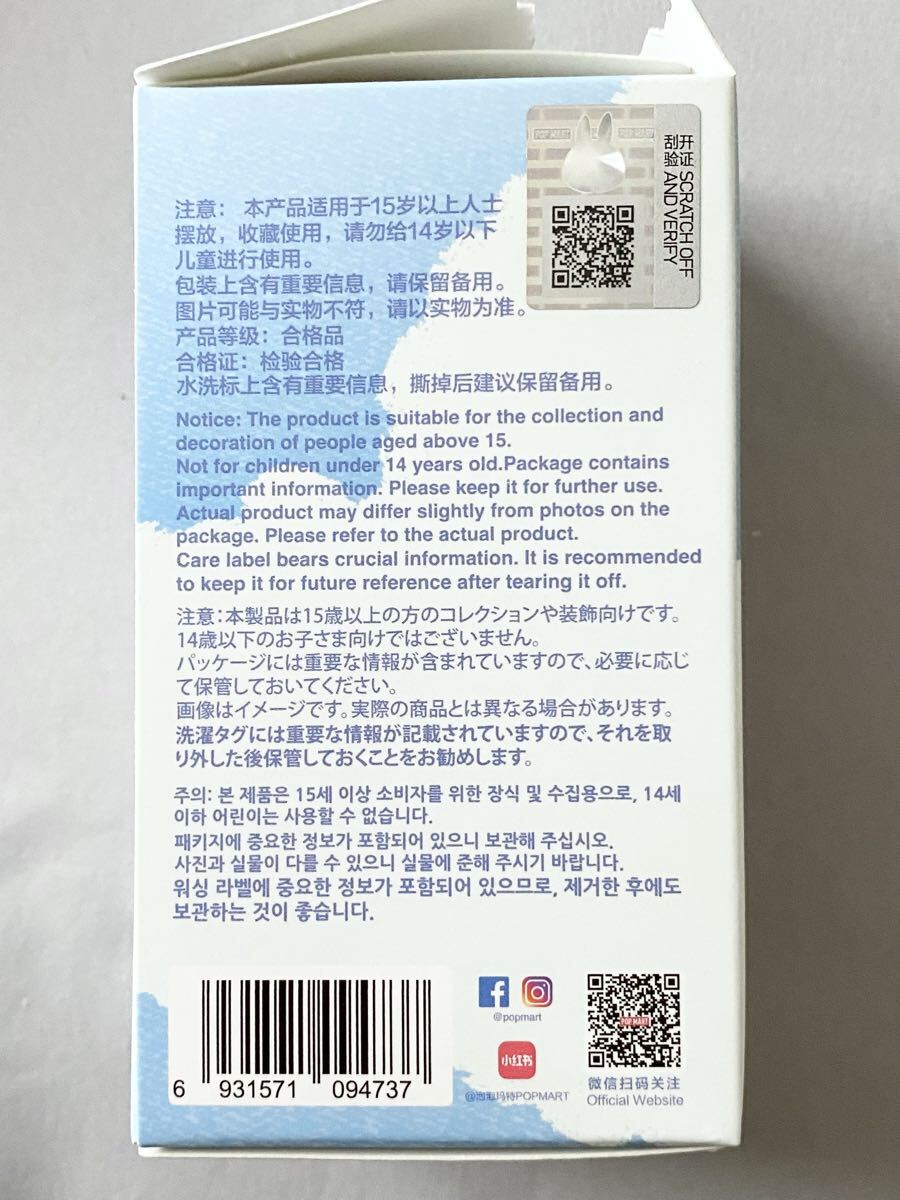 POP MART
POP MART
开证 SCRATCH OFF
刮验 AND VERIFY
注意： 本产品适用于15岁以上人士
摆放，收藏使用，请勿给14岁以下
儿童进行使用。
包装上含有重要信息，请保留备用。
图片可能与实物不符，请以实物为准。
产品等级：合格品
合格证：检验合格
水洗标上含有重要信息，撕掉后建议保留备用。
Notice: The product is suitable for the collection and
decoration of people aged above 15.
Not for children under 14 years old.Package contains
important information. Please keep it for further use.
Actual product may differ slightly from photos on the
package. Please refer to the actual product.
Care label bears crucial information. It is recommended
to keep it for future reference after tearing it off.
注意：本製品は15歳以上の方のコレクションや装飾向けです。
14歳以下のお子さま向けではございません。
パッケージには重要な情報が含まれていますので、必要に応じ
て保管しておいてください。
画像はイメージです。実際の商品とは異なる場合があります。
洗濯タグには重要な情報が記載されていますので、それを取
り外した後保管しておくことをお勧めします。
주의: 본 제품은 15세 이상 소비자를 위한 장식 및 수집용으로, 14세
이하 어린이는 사용할 수 없습니다.
패키지에 중요한 정보가 포함되어 있으니 보관해 주십시오.
사진과 실물이 다를 수 있으니 실물에 준해 주시기 바랍니다.
워싱 라벨에 중요한 정보가 포함되어 있으므로, 제거한 후에도
보관하는 것이 좋습니다.
6 931571 094737
@popmart
小红书
@泡泡玛特POPMART
POP MART
微信扫码关注
Official Website